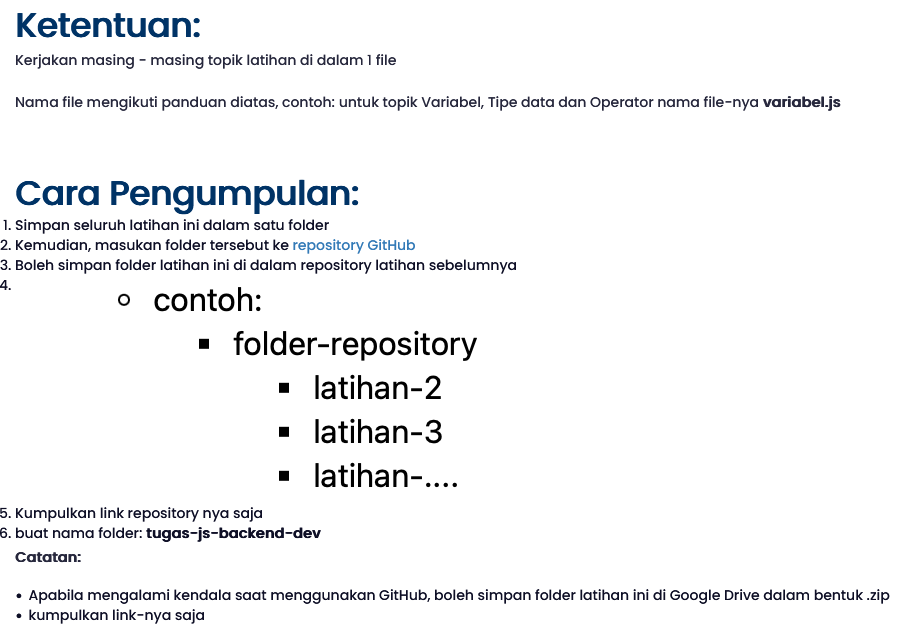 Ketentuan:
Kerjakan masing - masing topik latihan di dalam 1 file
Nama file mengikuti panduan diatas, contoh: untuk topik Variabel, Tipe data dan Operator nama file-nya variabel.js
Cara Pengumpulan:
1. Simpan seluruh latihan ini dalam satu folder
2. Kemudian, masukan folder tersebut ke repository GitHub
3. Boleh simpan folder latihan ini di dalam repository latihan sebelumnya
4.
contoh:
folder-repository
latihan-2
latihan-3
latihan-....
5. Kumpulkan link repository nya saja
6. buat nama folder: tugas-js-backend-dev
Catatan:
• Apabila mengalami kendala saat menggunakan GitHub, boleh simpan folder latihan ini di Google Drive dalam bentuk .zip
• kumpulkan link-nya saja